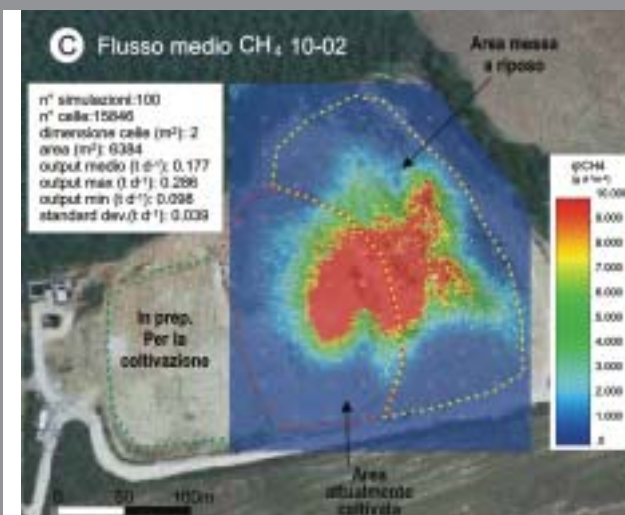 C Flusso medio CH₄ 10-02
Area messa
a riposo
n° simulazioni:100
n° celle:15846
dimensione celle (m²): 2
area (m²): 6384
output medio (t d⁻¹): 0.177
output max (t d⁻¹): 0.286
output min (t d⁻¹): 0.098
standard dev.(t d⁻¹): 0.039
φCH4
10.000
9.000
8.000
7.000
6.000
5.000
4.000
3.000
2.000
1.000
0
In prep.
Per la
coltivazione
Area
attualmente
coltivata
0 50 100m